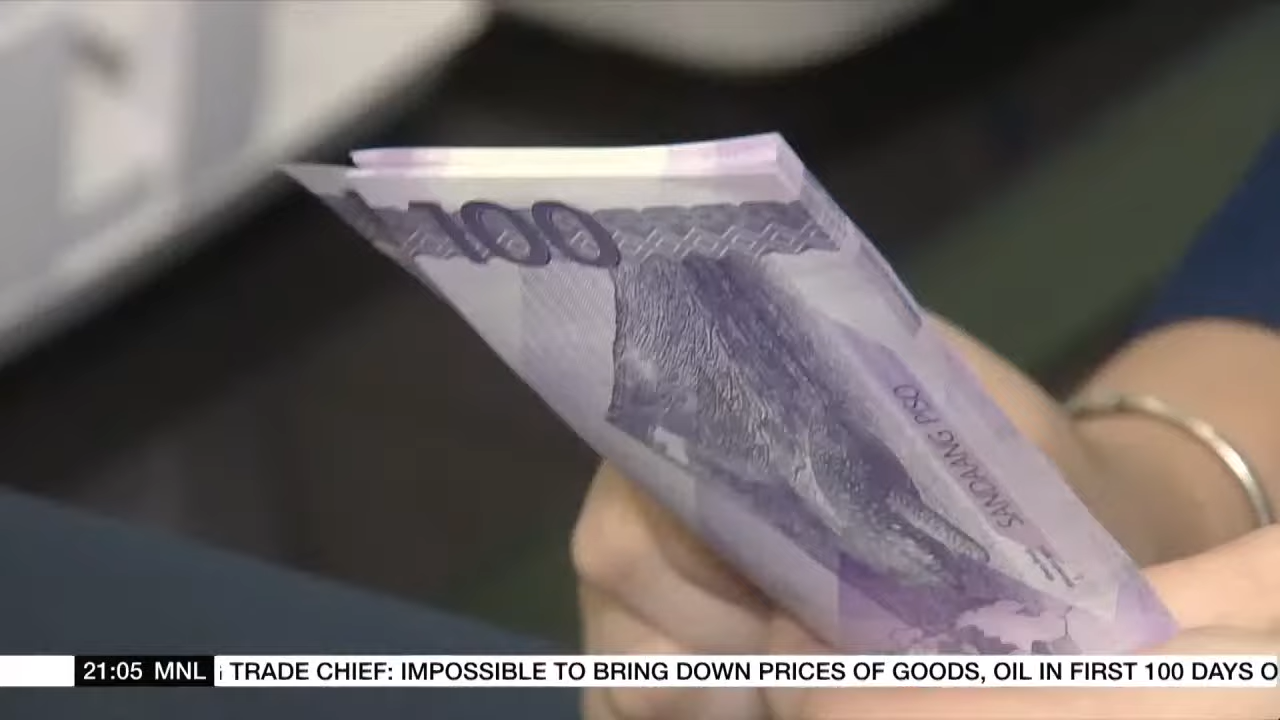 100
SANDAANG PISO
21:05 MNL
TRADE CHIEF: IMPOSSIBLE TO BRING DOWN PRICES OF GOODS, OIL IN FIRST 100 DAYS O